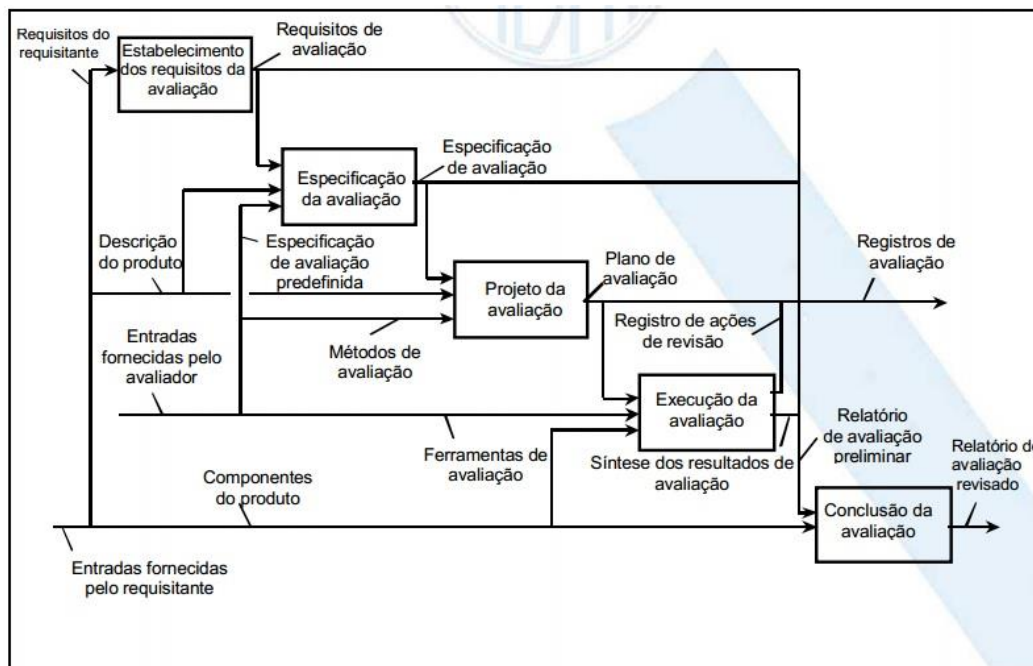 Requisitos do
requisitante
Estabelecimento
dos requisitos da
avaliação
Requisitos de
avaliação
Especificação
da avaliação
Especificação
de avaliação
Descrição
do produto
Especificação
de avaliação
predefinida
Projeto da
avaliação
Plano de
avaliação
Registros de
avaliação
Registro de ações
de revisão
Entradas
fornecidas pelo
avaliador
Métodos de
avaliação
Execução da
avaliação
Ferramentas de
avaliação
Síntese dos resultados de
avaliação
Relatório
de avaliação
preliminar
Relatório de
avaliação
revisado
Componentes
do produto
Conclusão da
avaliação
Entradas fornecidas
pelo requisitante